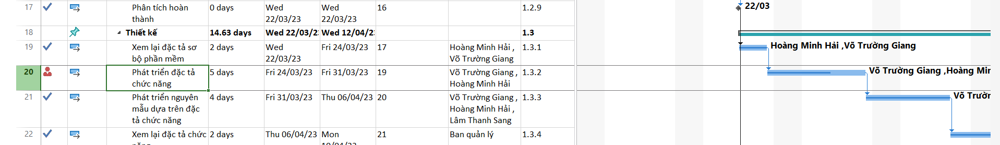 17 Phân tích hoàn thành 0 days Wed 22/03/23 Wed 22/03/23 16 1.2.9 22/03
18 Thiết kế 14.63 days Wed 22/03/2 Wed 12/04/2 1.3
19 Xem lại đặc tả sơ bộ phần mềm 2 days Wed 22/03/23 Fri 24/03/23 17 Hoàng Minh Hải , Võ Trường Giang 1.3.1 Hoàng Minh Hải ,Võ Trường Giang
20 Phát triển đặc tả chức năng 5 days Fri 24/03/23 Fri 31/03/23 19 Võ Trường Giang , Hoàng Minh Hải 1.3.2 Võ Trường Giang ,Hoàng Min
21 Phát triển nguyên mẫu dựa trên đặc tả chức năng 4 days Fri 31/03/23 Thu 06/04/23 20 Võ Trường Giang , Hoàng Minh Hải , Lâm Thanh Sang 1.3.3 Võ Trườn
22 Xem lại đặc tả chức 2 days Thu 06/04/23 Mon 21 Ban quản lý 1.3.4